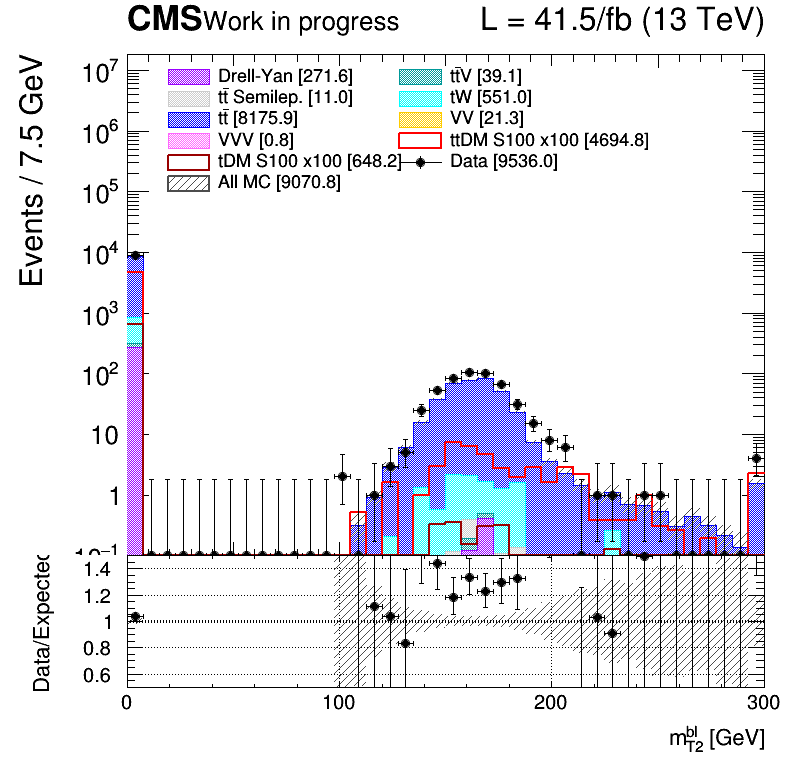 CMS Work in progress L = 41.5/fb (13 TeV)
Events / 7.5 GeV
10⁷
10⁶
10⁵
10⁴
10³
10²
10
1
10⁻¹
Drell-Yan [271.6]
tt̄ Semilep. [11.0]
tt̄ [8175.9]
VVV [0.8]
tDM S100 x100 [648.2]
All MC [9070.8]
tt̄V [39.1]
tW [551.0]
VV [21.3]
ttDM S100 x100 [4694.8]
Data [9536.0]
Data/Expected
1.4
1.2
1
0.8
0.6
0 100 200 300
m_{T2}^{bl} [GeV]